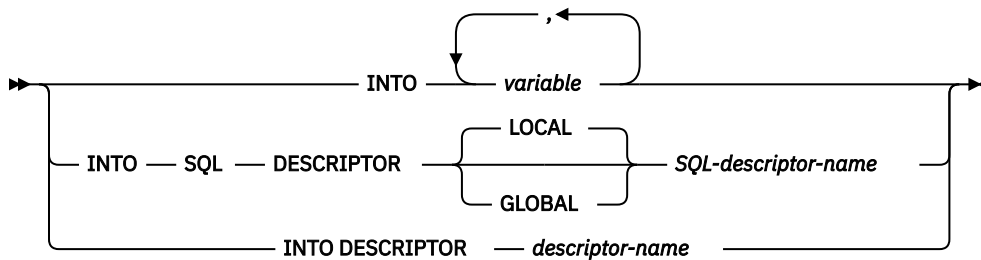 ,
INTO variable
LOCAL
INTO SQL DESCRIPTOR SQL-descriptor-name
GLOBAL
INTO DESCRIPTOR descriptor-name